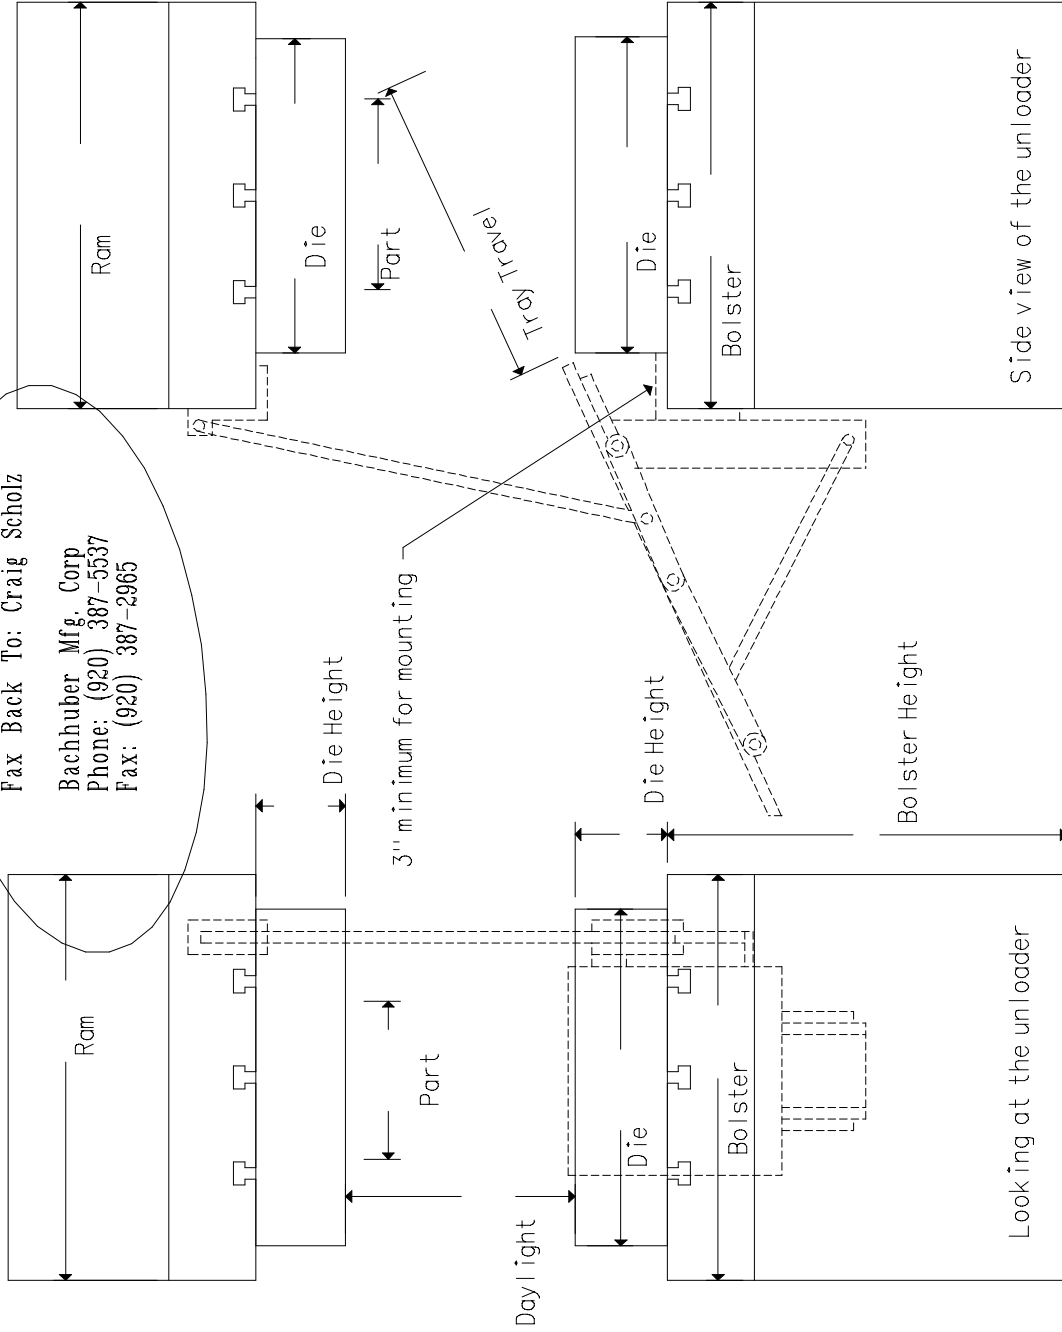 Fax Back To: Craig Scholz
Bachhuber Mfg. Corp
Phone: (920) 387-5537
Fax: (920) 387-2965
Ram
Die
Part
Tray Travel
Die
Bolster
Side view of the unloader
Die Height
3'' minimum for mounting
Die Height
Bolster Height
Ram
Part
Daylight
Die
Bolster
Looking at the unloader